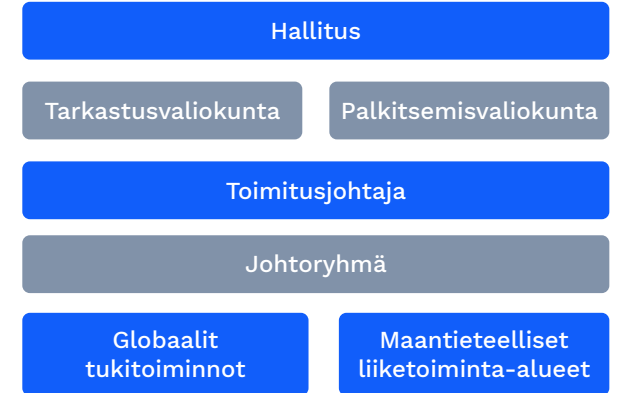 Hallitus
Tarkastusvaliokunta
Palkitsemisvaliokunta
Toimitusjohtaja
Johtoryhmä
Globaalit
tukitoiminnot
Maantieteelliset
liiketoiminta-alueet